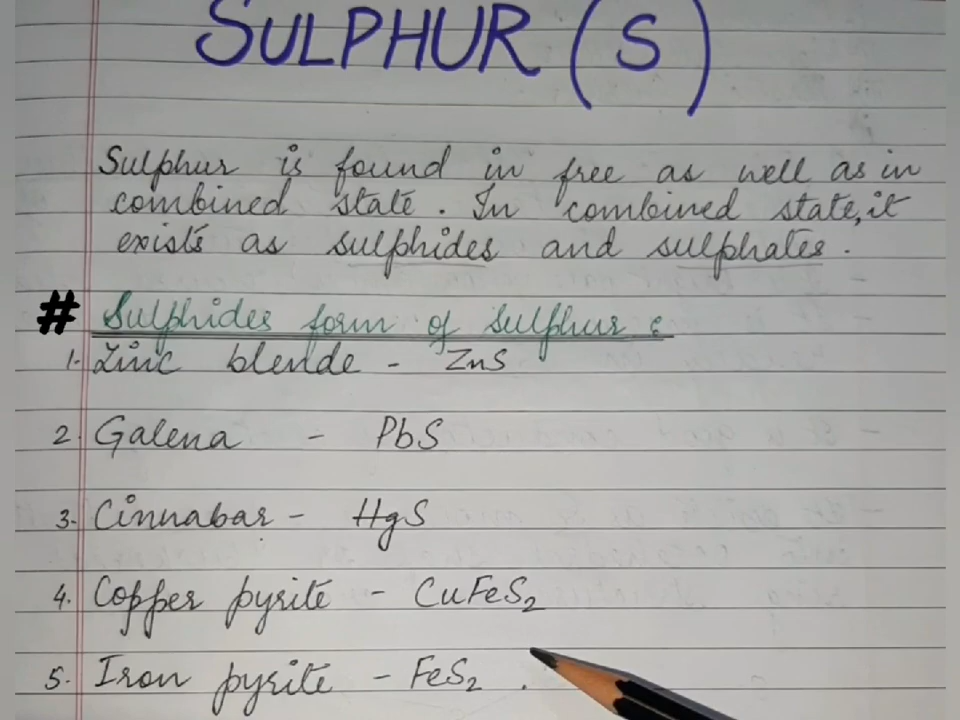 SULPHUR (S)
Sulphur is found in free as well as in
combined state. In combined state, it
exists as sulphides and sulphates.
# Sulphides form of Sulphur :
1. Zinc blende - ZnS
2. Galena - PbS
3. Cinnabar - HgS
4. Copper pyrite - CuFeS₂
5. Iron pyrite - FeS₂ .